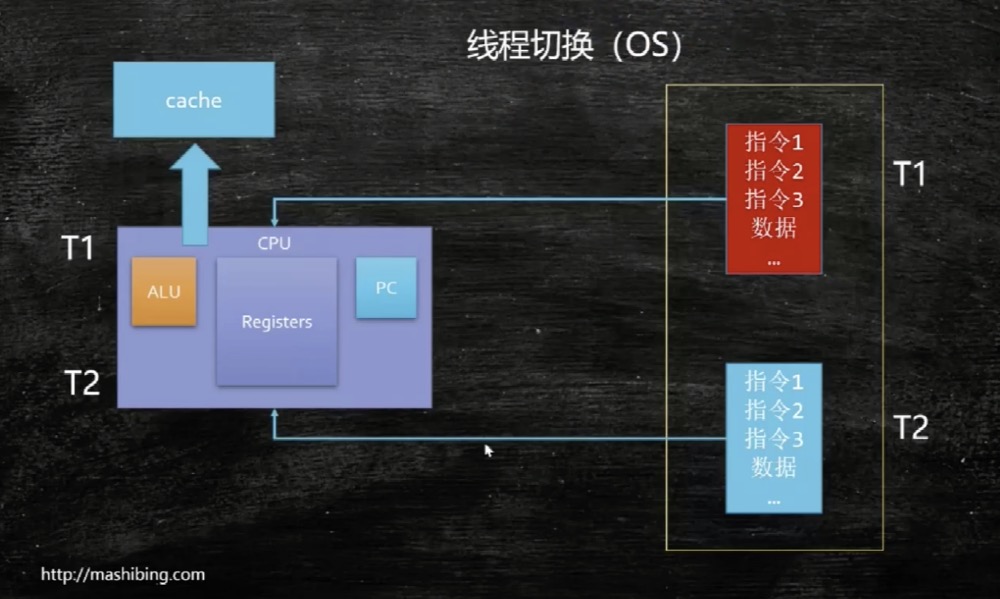 线程切换（OS）
cache
指令1
指令2
指令3
数据
...
T1
T1
CPU
ALU
Registers
PC
T2
指令1
指令2
指令3
数据
...
T2
http://mashibing.com